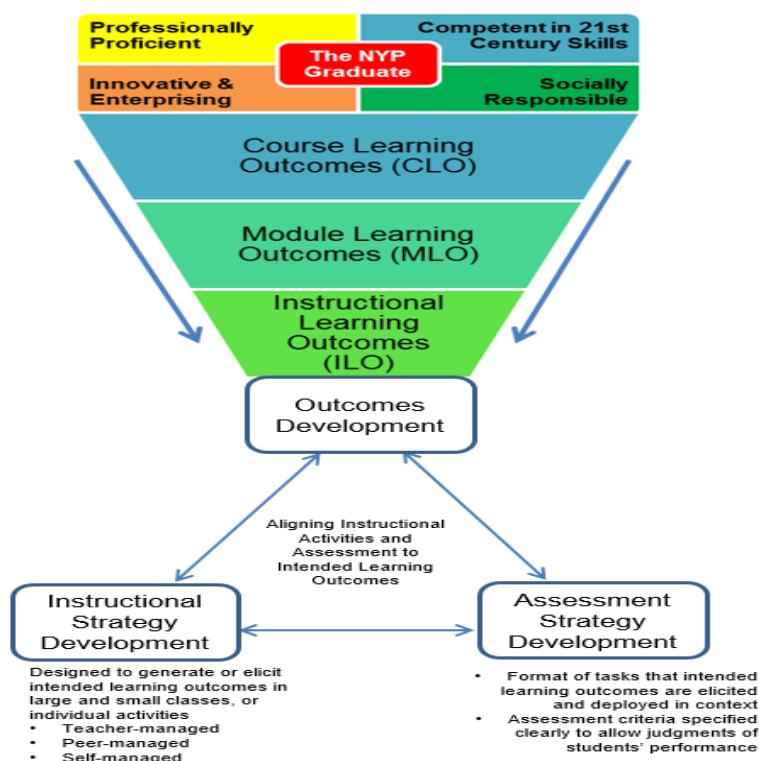 Professionally
Proficient
Competent in 21st
Century Skills
The NYP
Graduate
Innovative &
Enterprising
Socially
Responsible
Course Learning
Outcomes (CLO)
Module Learning
Outcomes (MLO)
Instructional
Learning
Outcomes
(ILO)
Outcomes
Development
Aligning Instructional
Activities and
Assessment to
Intended Learning
Outcomes
Instructional
Strategy
Development
Assessment
Strategy
Development
Designed to generate or elicit
intended learning outcomes in
large and small classes, or
individual activities
• Teacher-managed
• Peer-managed
• Self-managed
• Format of tasks that intended
learning outcomes are elicited
and deployed in context
• Assessment criteria specified
clearly to allow judgments of
students' performance